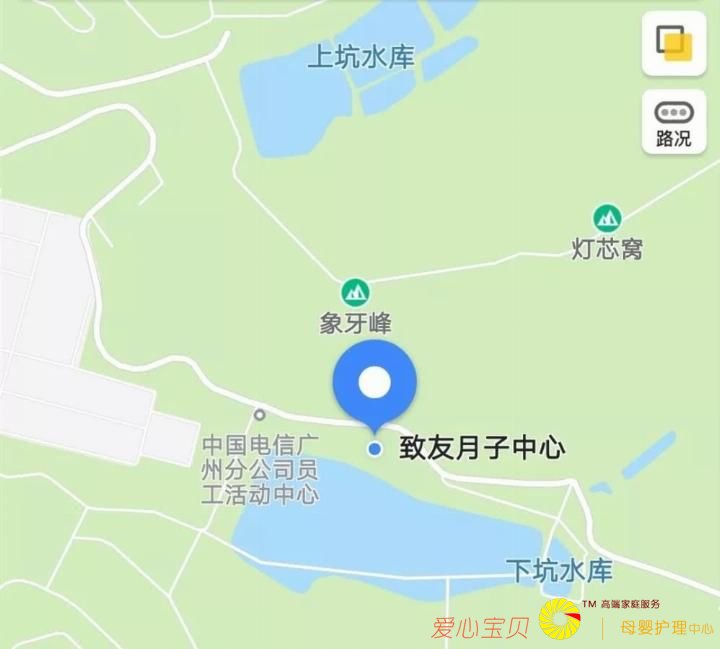 上坑水库
路况
灯芯窝
象牙峰
致友月子中心
中国电信广
州分公司员
工活动中心
下坑水库
爱心宝贝
TM 高端家庭服务
母婴护理中心